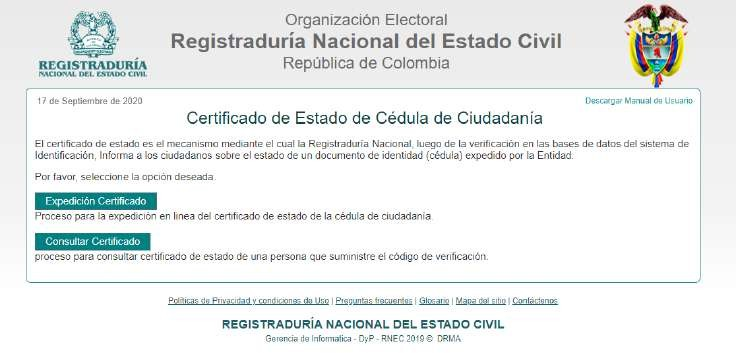 Organización Electoral
Registraduría Nacional del Estado Civil
República de Colombia
REGISTRADURÍA
NACIONAL DEL ESTADO CIVIL
17 de Septiembre de 2020
Descargar Manual de Usuario
Certificado de Estado de Cédula de Ciudadanía
El certificado de estado es el mecanismo mediante el cual la Registraduría Nacional, luego de la verificación en las bases de datos del sistema de
Identificación, Informa a los ciudadanos sobre el estado de un documento de identidad (cédula) expedido por la Entidad.
Por favor, seleccione la opción deseada.
Expedición Certificado
Proceso para la expedición en linea del certificado de estado de la cédula de ciudadanía.
Consultar Certificado
proceso para consultar certificado de estado de una persona que suministre el código de verificación.
Políticas de Privacidad y condiciones de Uso | Preguntas frecuentes | Glosario | Mapa del sitio | Contáctenos
REGISTRADURÍA NACIONAL DEL ESTADO CIVIL
Gerencia de Informatica - DyP - RNEC 2019 © DRMA